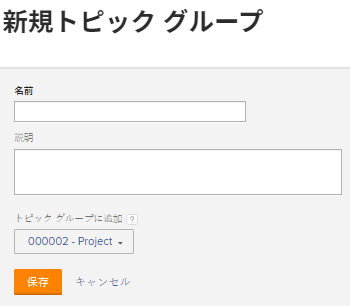 新規トピック グループ
名前
説明
トピック グループに追加 ?
000002 - Project
保存 キャンセル